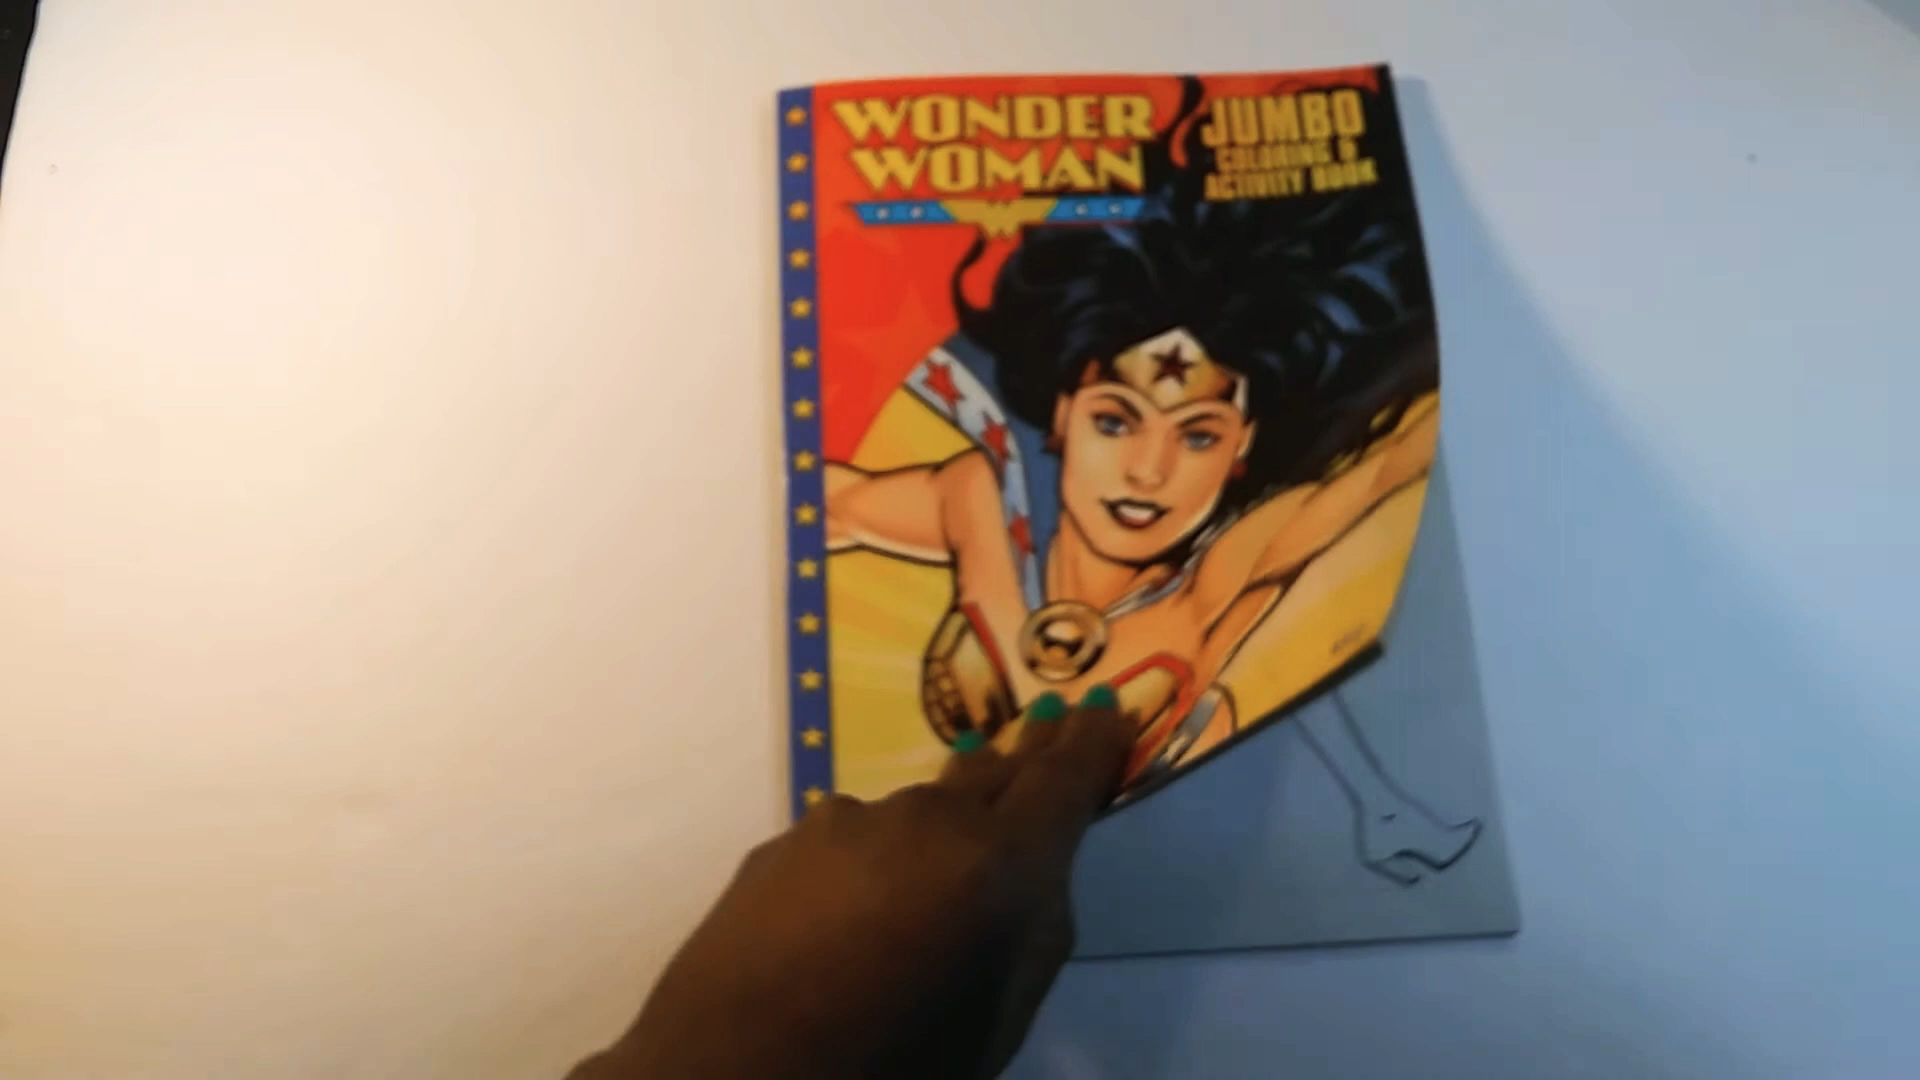 WONDER
WOMAN
JUMBO
COLORING &
ACTIVITY BOOK